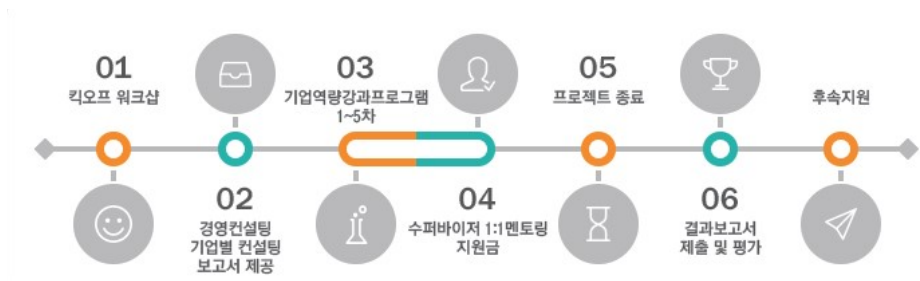 01
킥오프 워크샵
02
경영컨설팅
기업별 컨설팅
보고서 제공
03
기업역량강과프로그램
1~5차
04
수퍼바이저 1:1멘토링
지원금
05
프로젝트 종료
06
결과보고서
제출 및 평가
후속지원